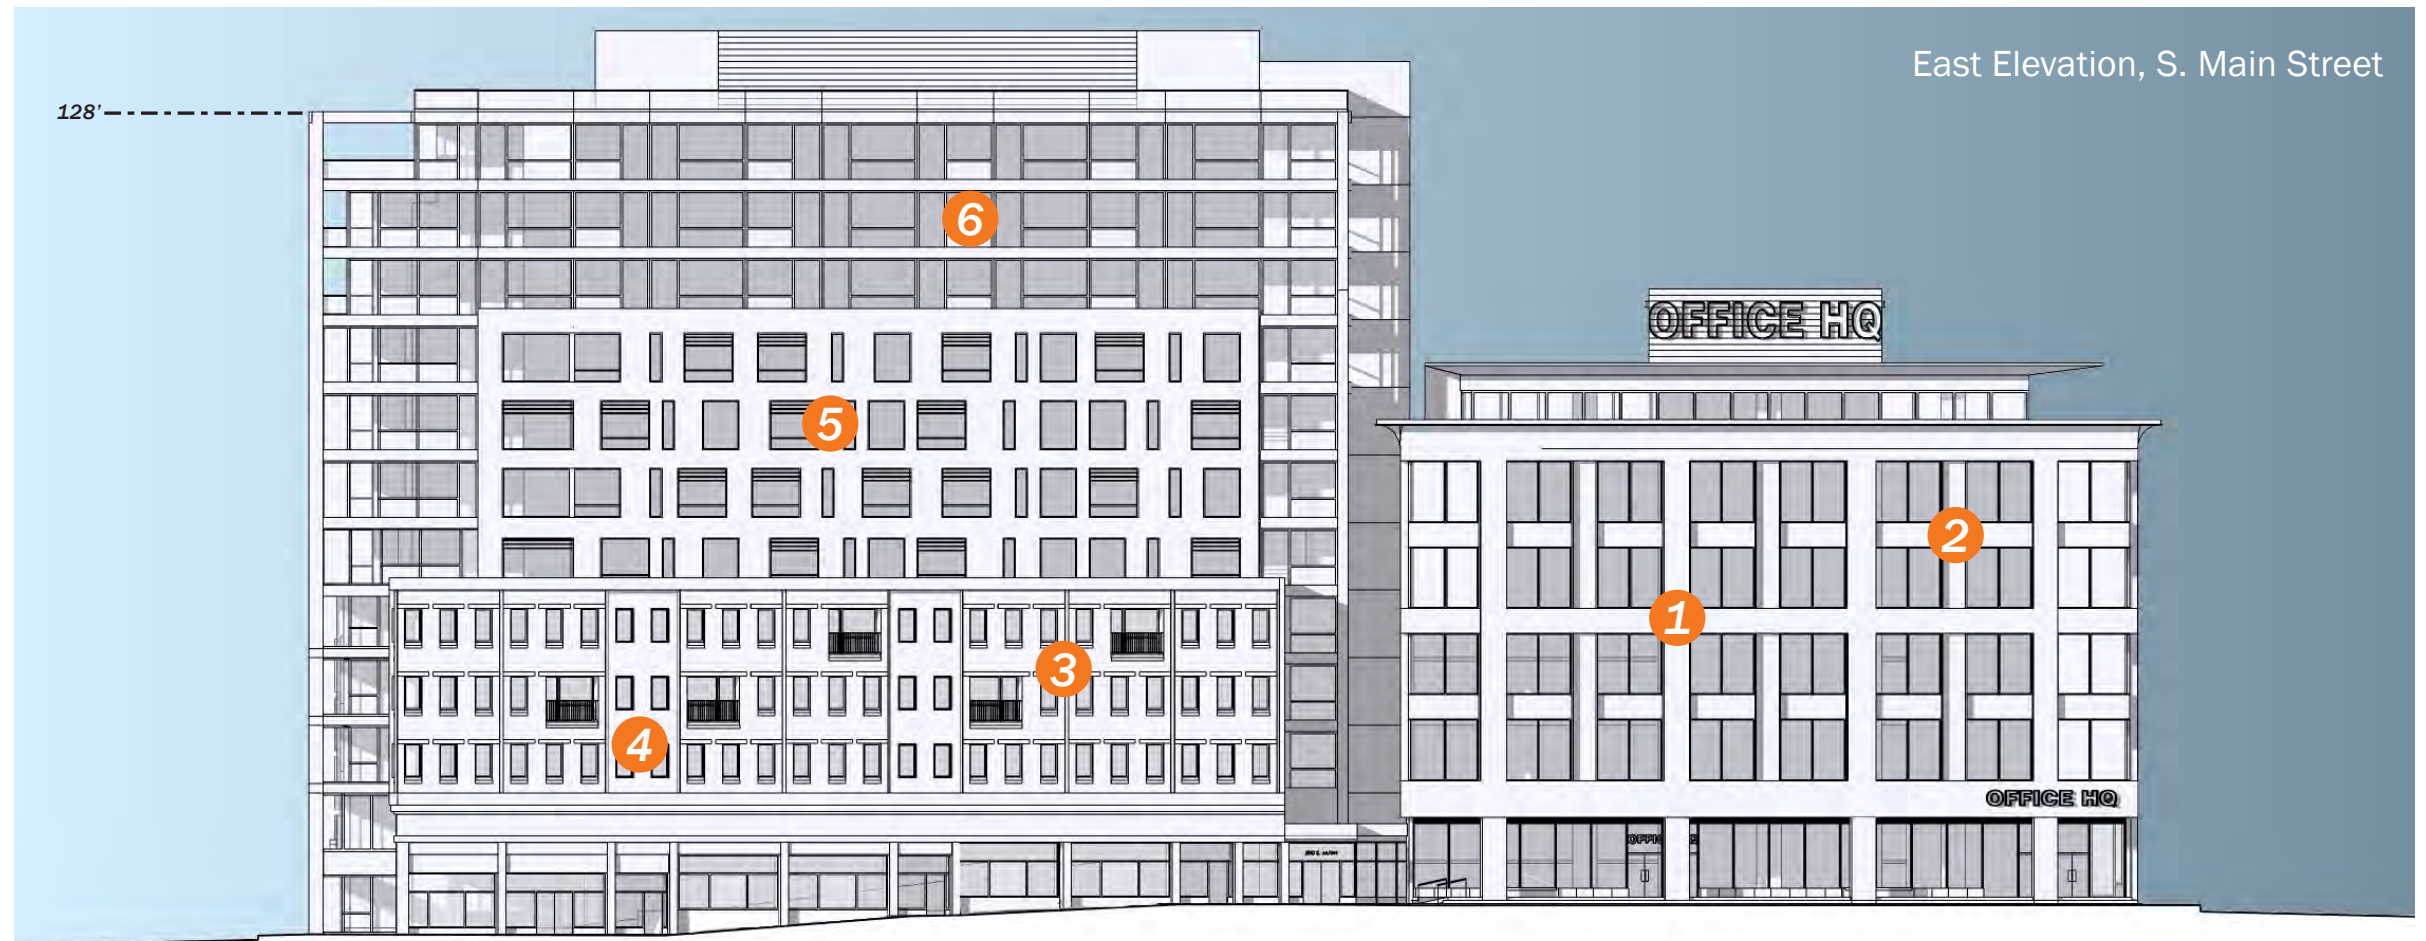 East Elevation, S. Main Street
128'
6
OFFICE HQ
5
2
1
3
4
OFFICE HQ